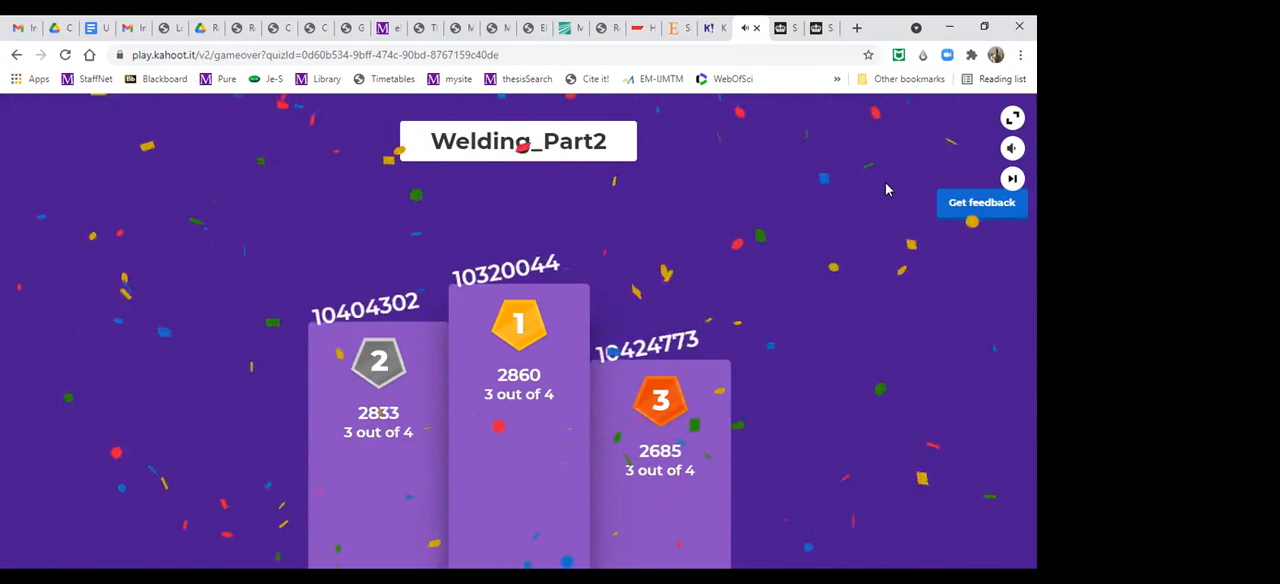 play.kahoot.it/v2/gameover?quizId=0d60b534-9bff-474c-90bd-8767159c40de
Apps StaffNet Blackboard Pure Je-S Library Timetables mysite thesisSearch Cite it! EM-IJMTM WebOfSci » Other bookmarks Reading list
Welding_Part2
Get feedback
10320044
10404302
10424773
1
2
3
2860
3 out of 4
2833
3 out of 4
2685
3 out of 4